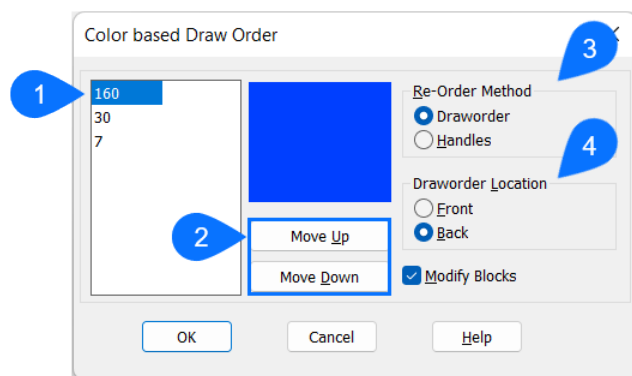 Color based Draw Order
1
160
30
7
2
Move Up
Move Down
3
Re-Order Method
Draworder
Handles
4
Draworder Location
Front
Back
Modify Blocks
OK
Cancel
Help